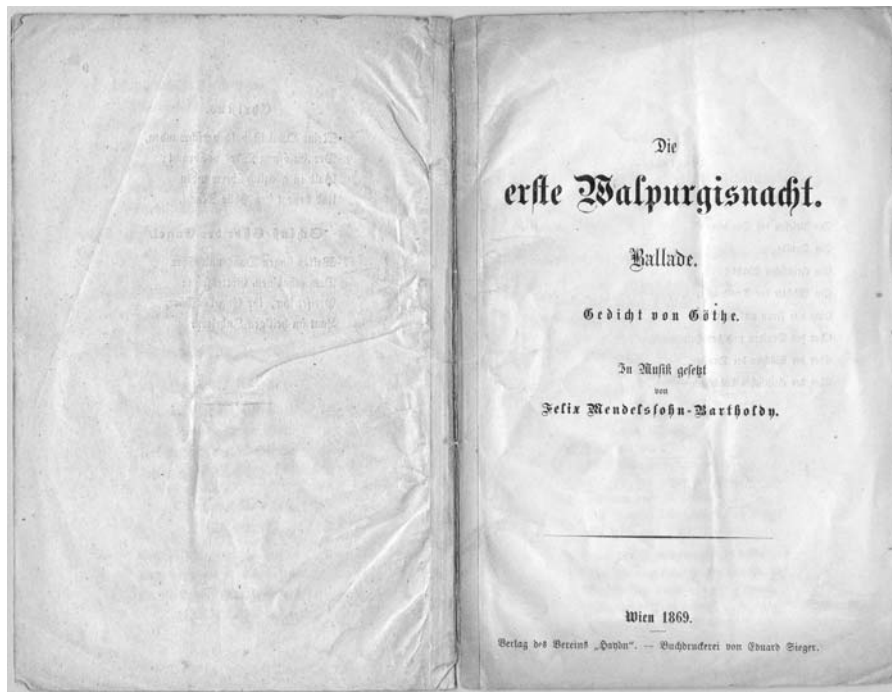 Die
erste Walpurgisnacht.
Ballade.
Gedicht von Göthe.
In Musik gesetzt
von
Felix Mendelssohn-Bartholdy.
Wien 1869.
Verlag des Vereins „Haydn“. — Buchdruckerei von Eduard Sieger.